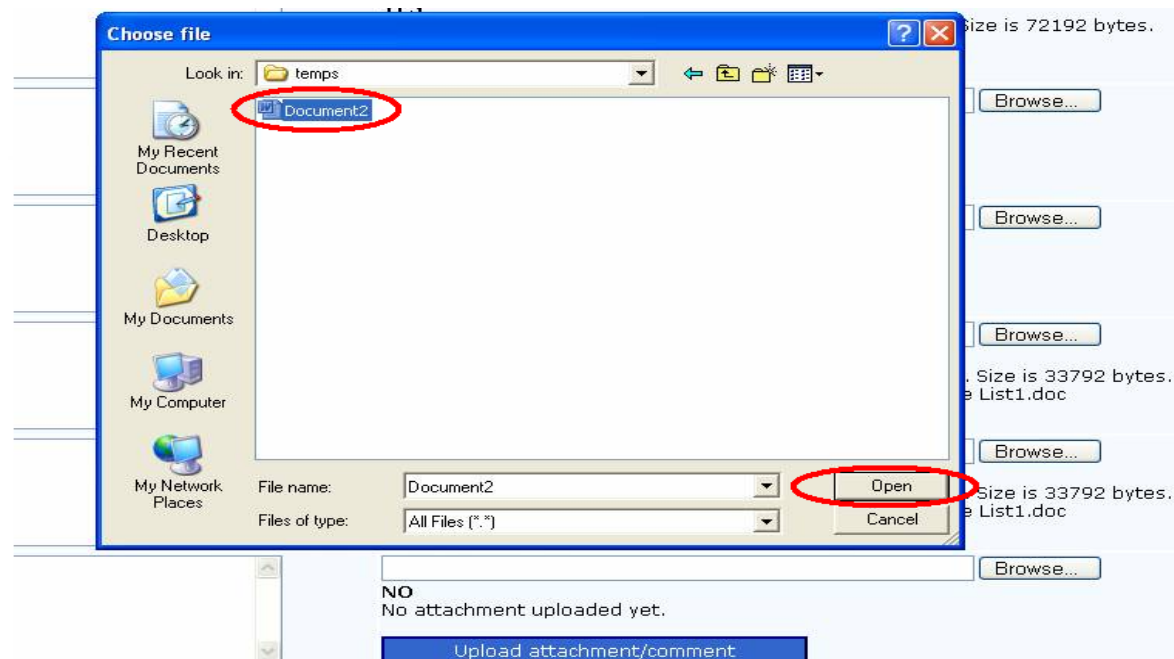 Choose file
Size is 72192 bytes.
Look in: temps
Document2
Browse...
My Recent
Documents
Desktop
Browse...
My Documents
Browse...
. Size is 33792 bytes.
e List1.doc
My Computer
Browse...
My Network
Places
File name: Document2 Open
Size is 33792 bytes.
e List1.doc
Files of type: All Files (*.*) Cancel
Browse...
NO
No attachment uploaded yet.
Upload attachment/comment